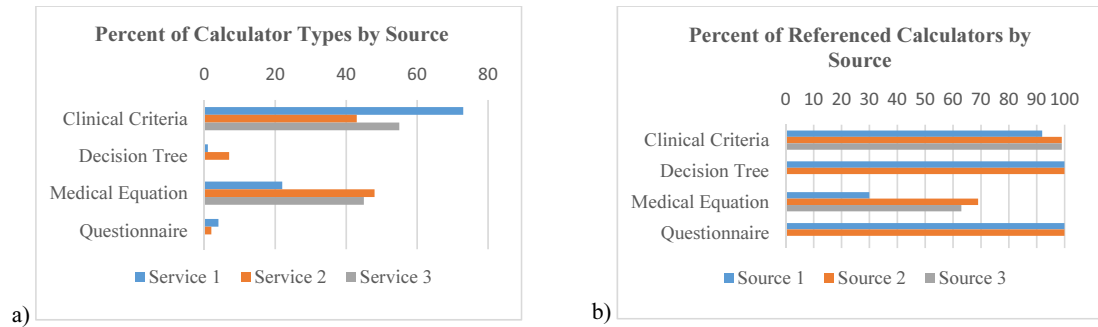 Percent of Calculator Types by Source
0 20 40 60 80
Clinical Criteria
Decision Tree
Medical Equation
Questionnaire
Service 1 Service 2 Service 3
a)
Percent of Referenced Calculators by
Source
0 10 20 30 40 50 60 70 80 90 100
Clinical Criteria
Decision Tree
Medical Equation
Questionnaire
Source 1 Source 2 Source 3
b)